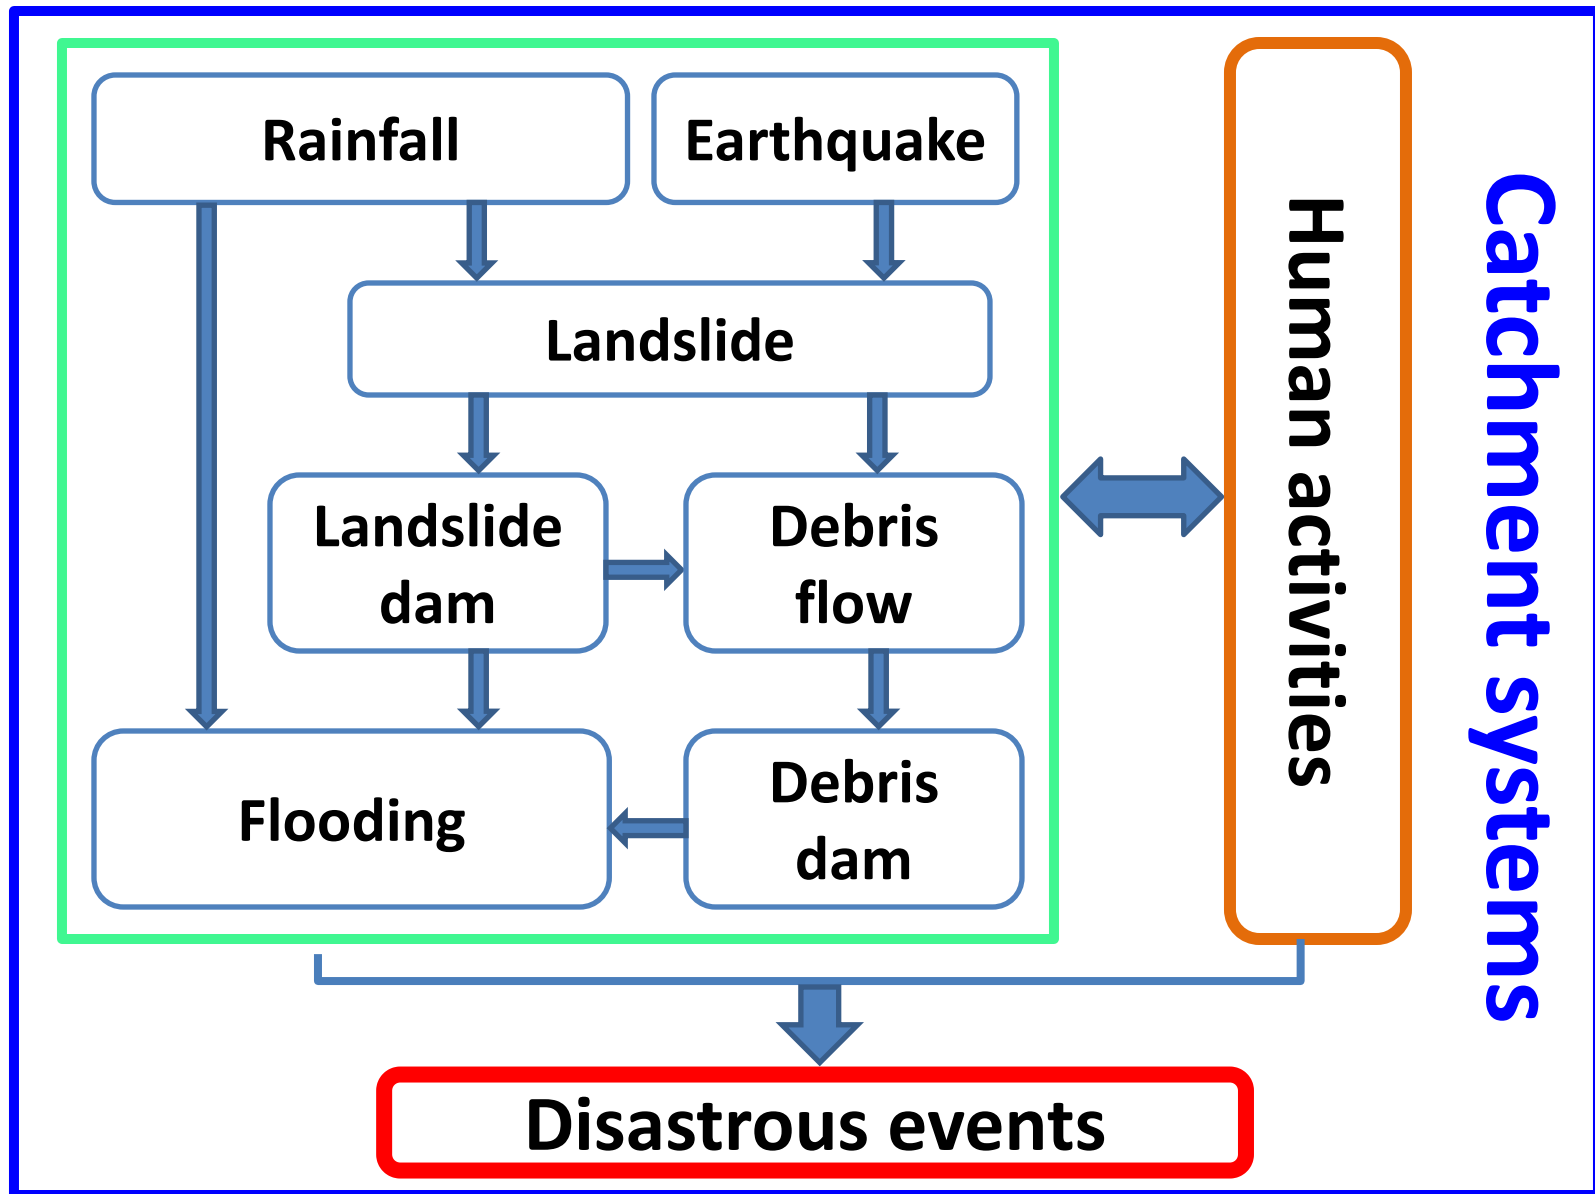 Rainfall
Earthquake
Landslide
Landslide
dam
Debris
flow
Flooding
Debris
dam
Human activities
Catchment systems
Disastrous events